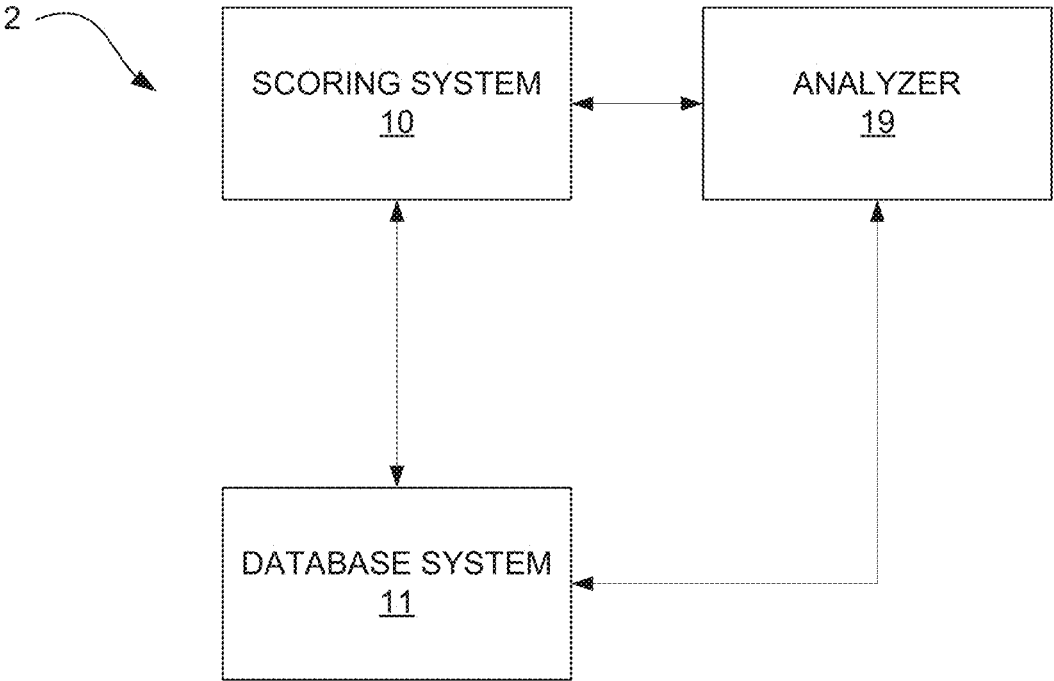 2
SCORING SYSTEM
10
ANALYZER
19
DATABASE SYSTEM
11